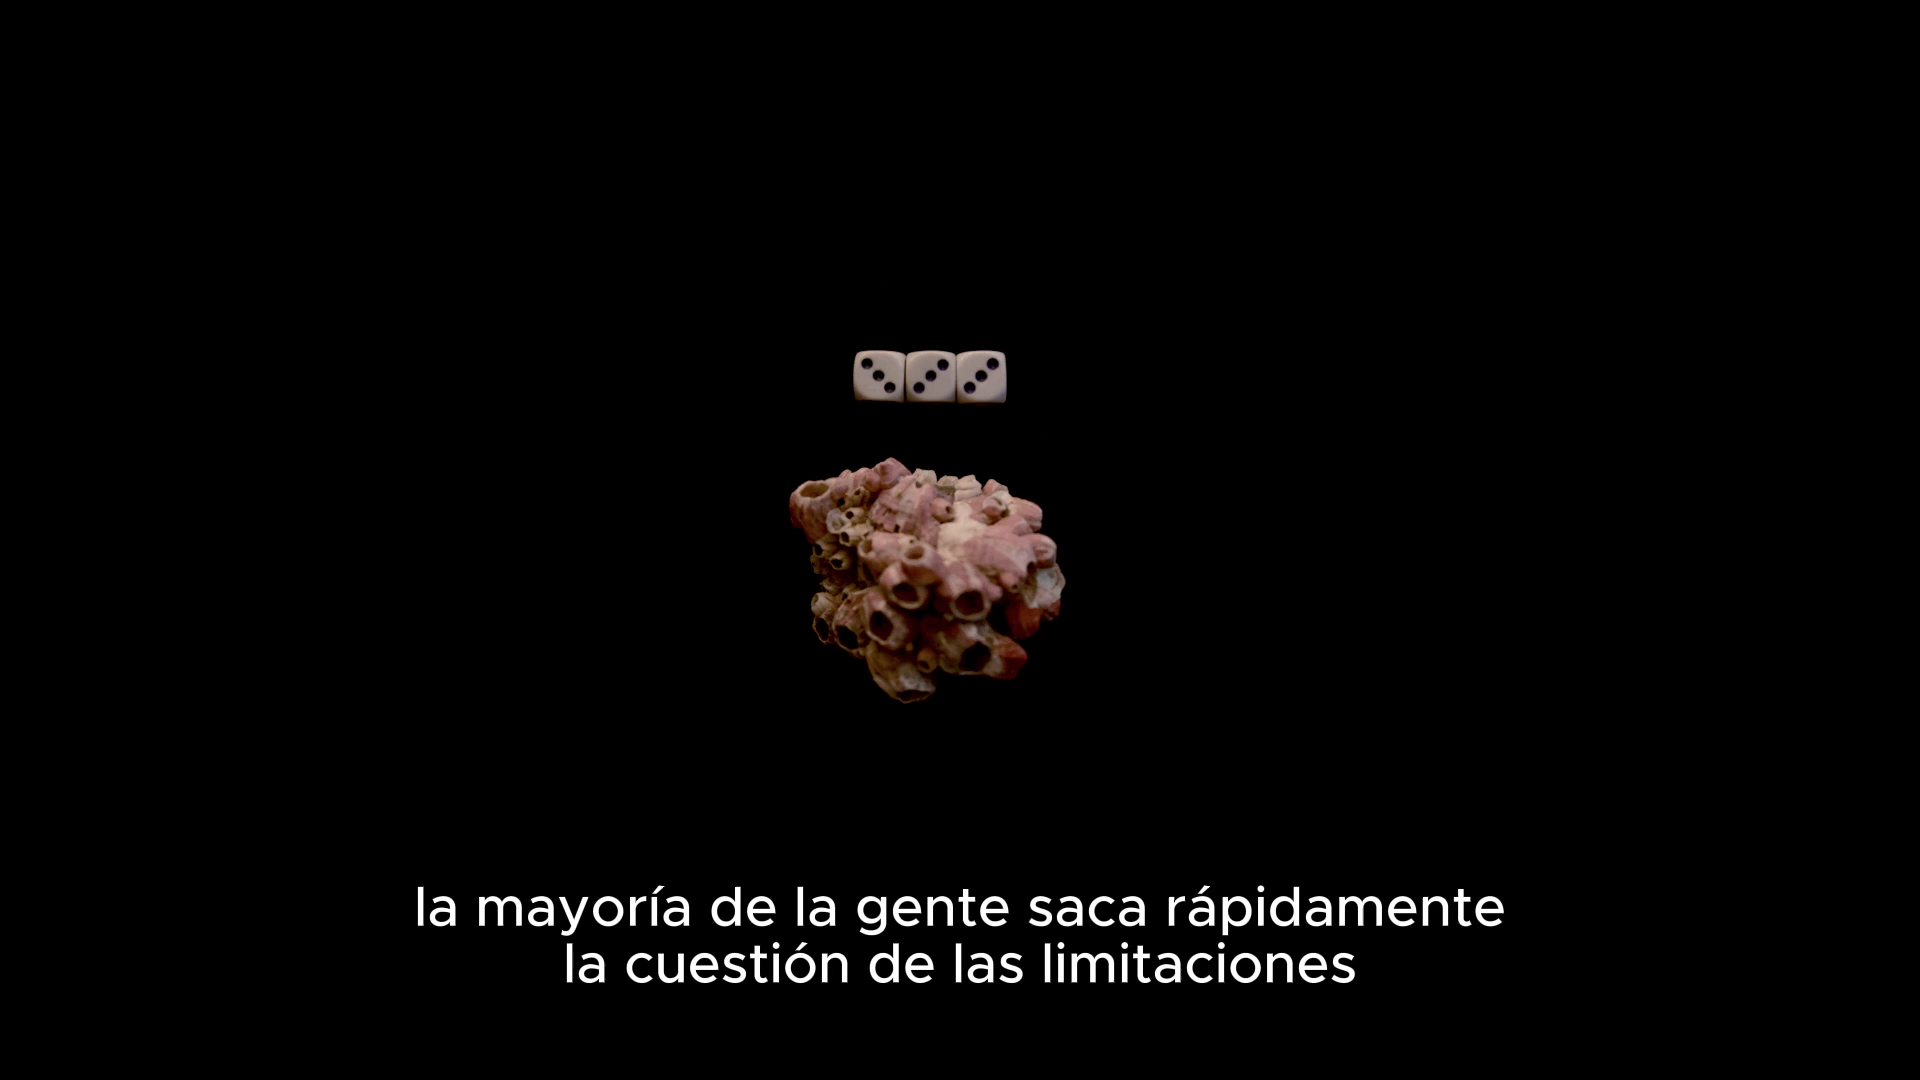 la mayoría de la gente saca rápidamente
la cuestión de las limitaciones